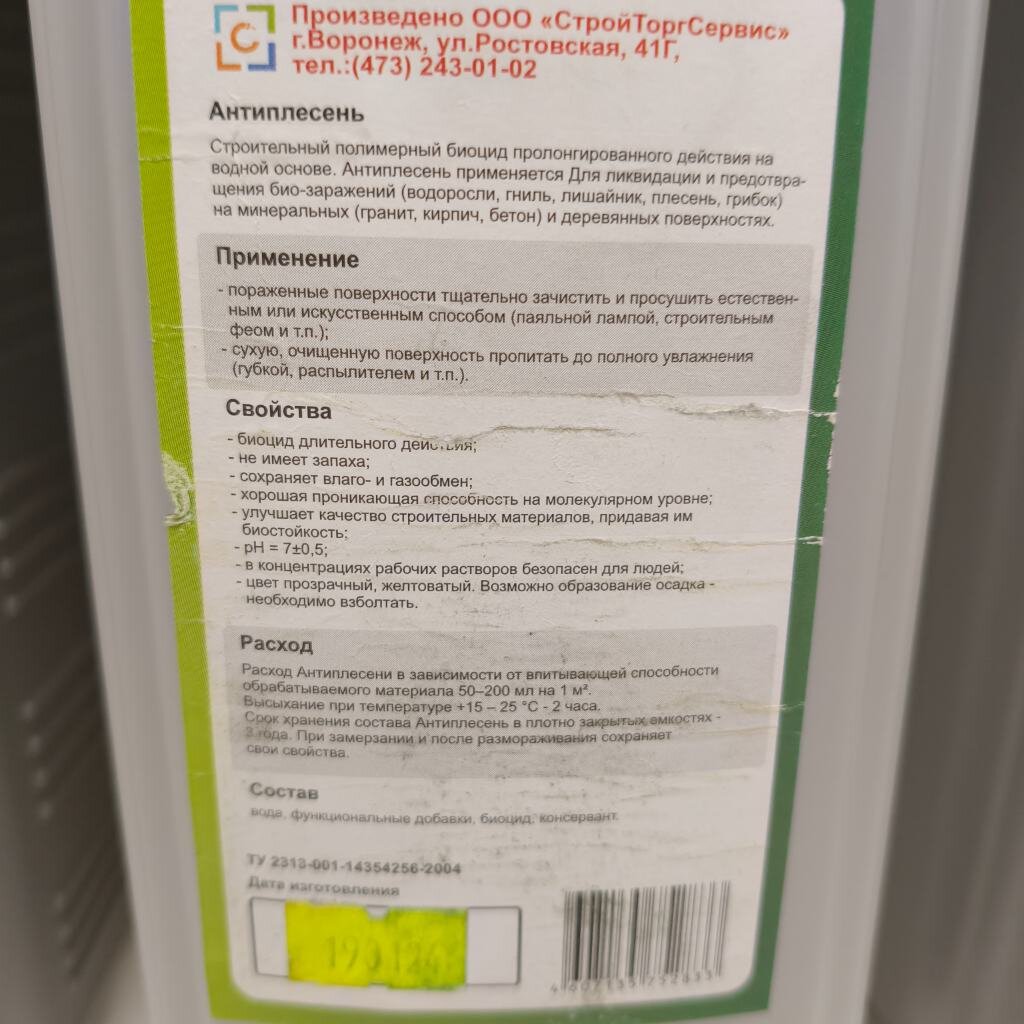 Произведено ООО «СтройТоргСервис»
г.Воронеж, ул.Ростовская, 41Г,
тел.:(473) 243-01-02
Антиплесень
Строительный полимерный биоцид пролонгированного действия на
водной основе. Антиплесень применяется Для ликвидации и предотвра-
щения био-заражений (водоросли, гниль, лишайник, плесень, грибок)
на минеральных (гранит, кирпич, бетон) и деревянных поверхностях.
Применение
- пораженные поверхности тщательно зачистить и просушить естествен-
ным или искусственным способом (паяльной лампой, строительным
феом и т.п.);
- сухую, очищенную поверхность пропитать до полного увлажнения
(губкой, распылителем и т.п.).
Свойства
- биоцид длительного действия;
- не имеет запаха;
- сохраняет влаго- и газообмен;
- хорошая проникающая способность на молекулярном уровне;
- улучшает качество строительных материалов, придавая им
биостойкость;
- pH = 7±0,5;
- в концентрациях рабочих растворов безопасен для людей;
- цвет прозрачный, желтоватый. Возможно образование осадка -
необходимо взболтать.
Расход
Расход Антиплесени в зависимости от впитывающей способности
обрабатываемого материала 50–200 мл на 1 м².
Высыхание при температуре +15 – 25 °С - 2 часа.
Срок хранения состава Антиплесень в плотно закрытых емкостях -
3 года. При замерзании и после размораживания сохраняет
свои свойства.
Состав
вода, функциональные добавки, биоцид, консервант.
ТУ 2313-001-14354256-2004
Дата изготовления
190124